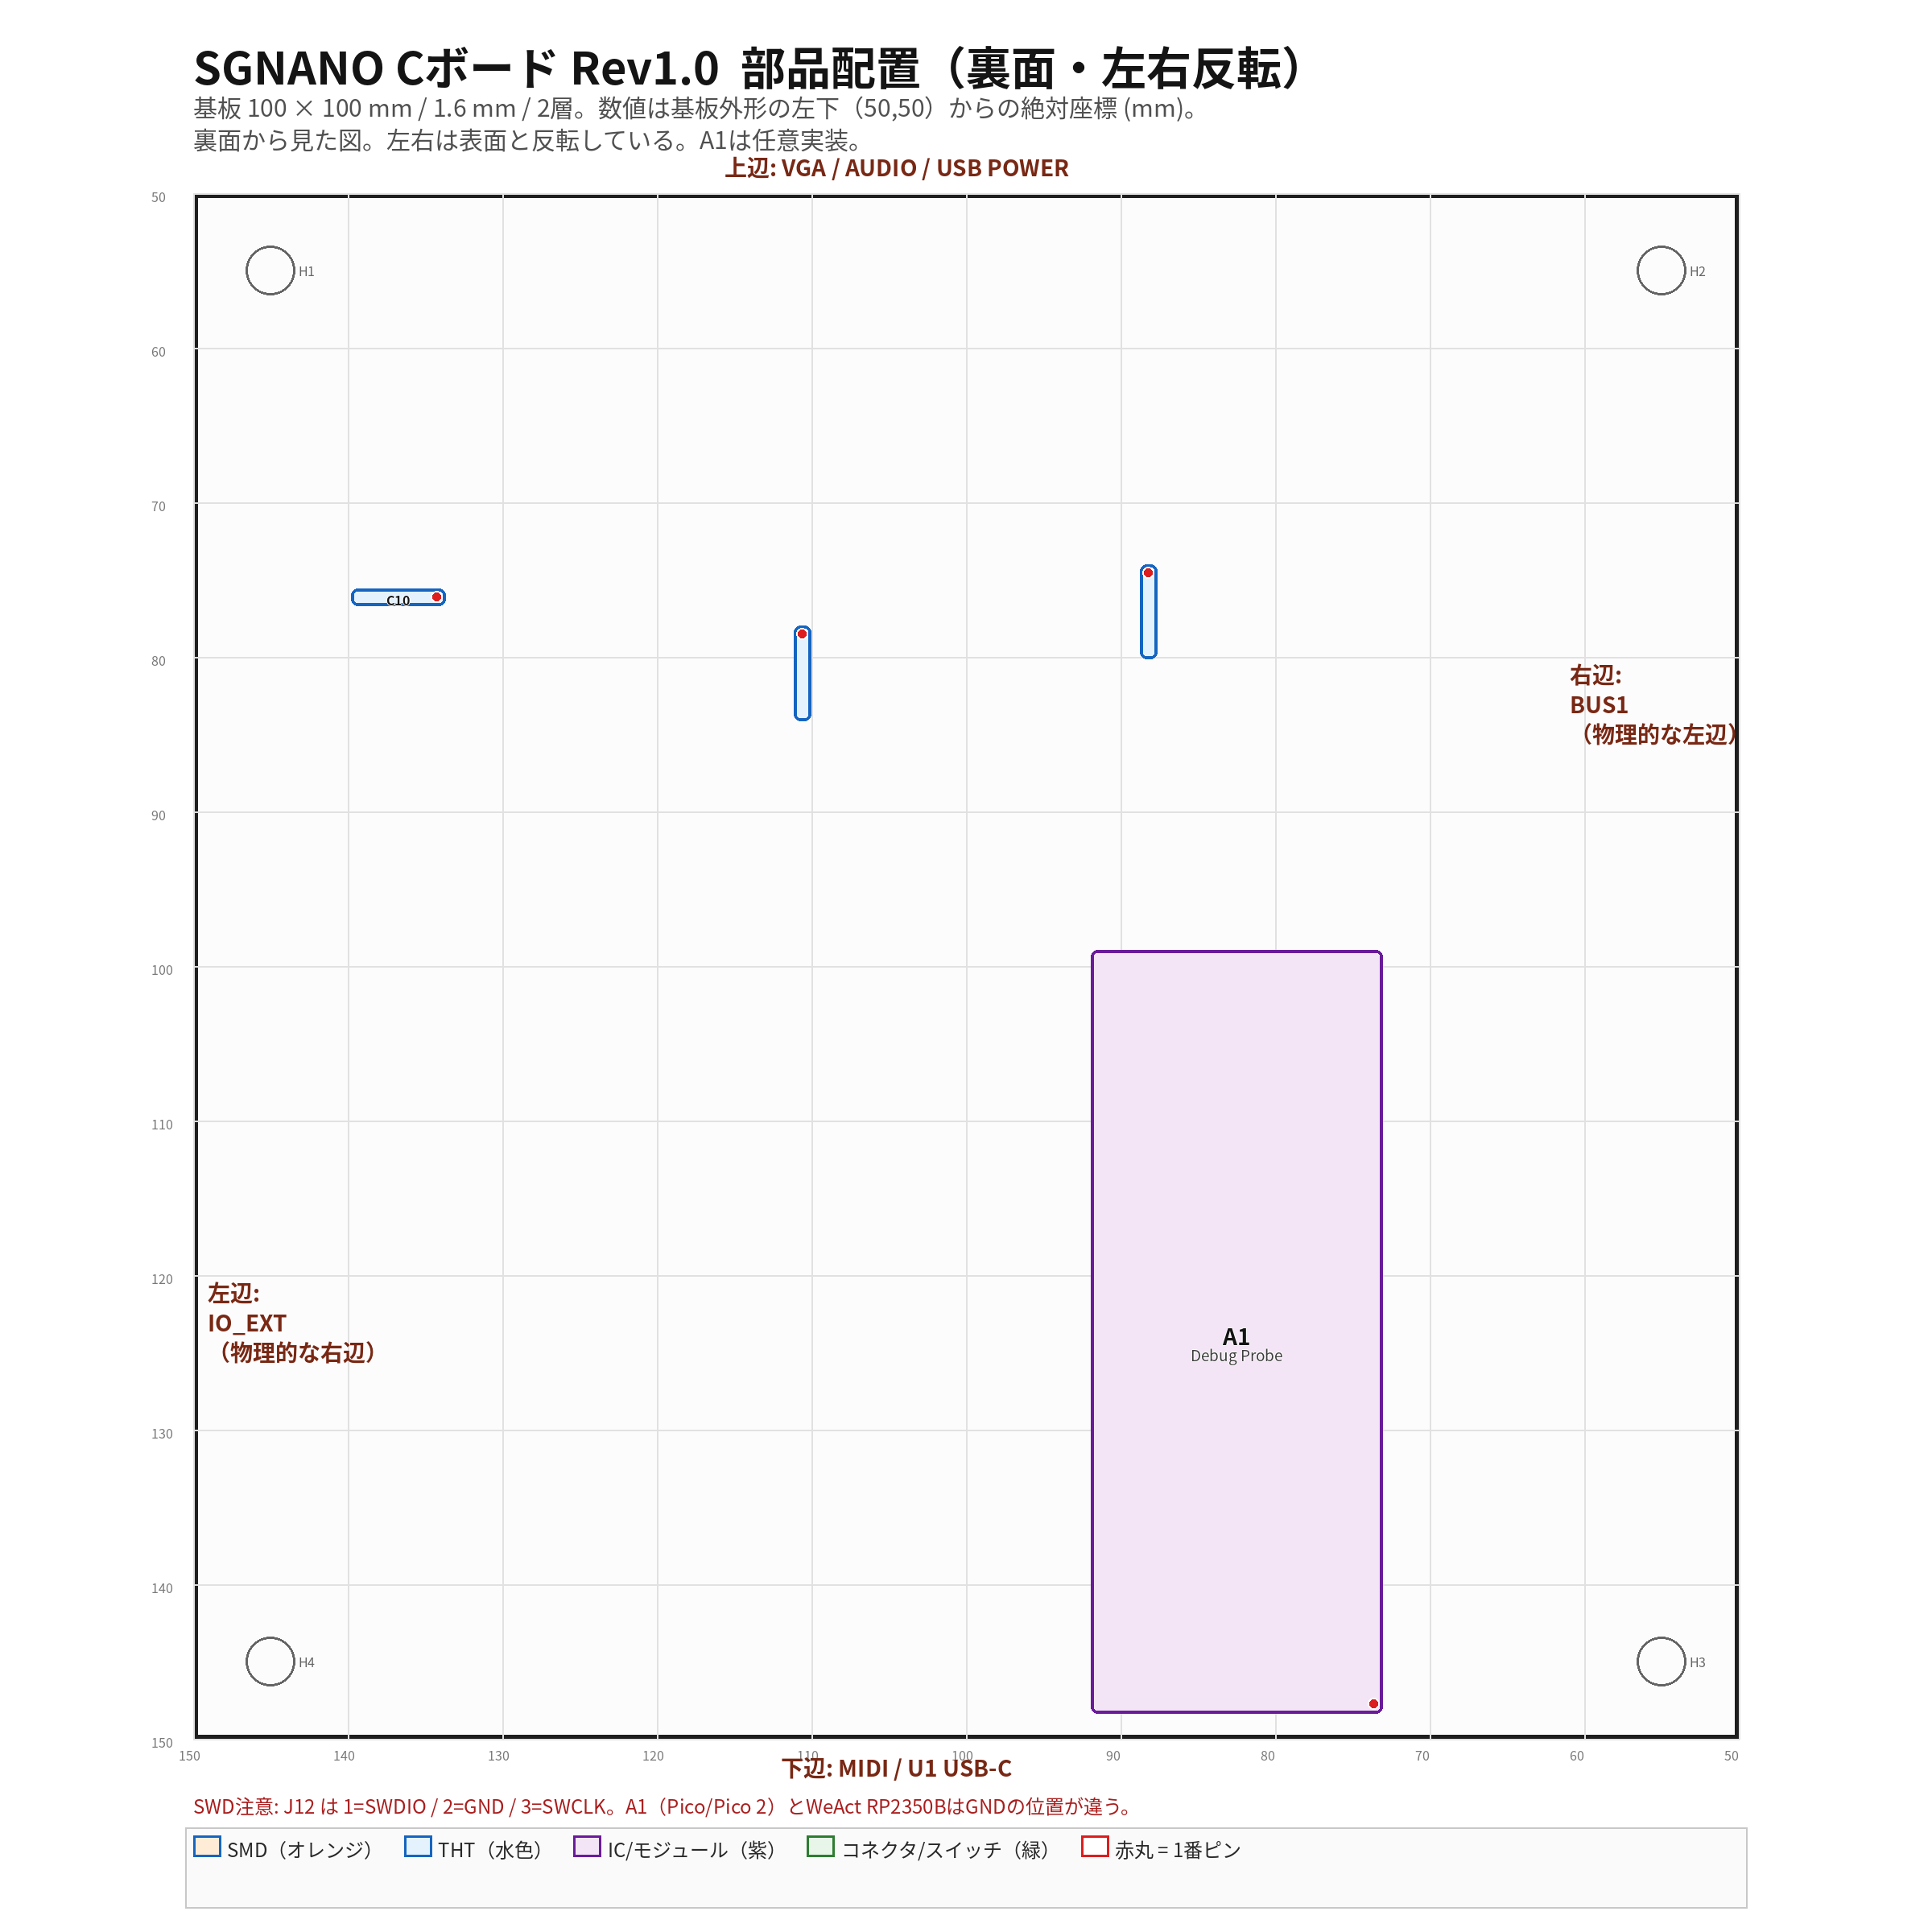 SGNANO Cボード Rev1.0 部品配置（裏面・左右反転）
基板 100 × 100 mm / 1.6 mm / 2層。数値は基板外形の左下（50,50）からの絶対座標 (mm)。
裏面から見た図。左右は表面と反転している。A1は任意実装。
上辺: VGA / AUDIO / USB POWER
50
H1
H2
60
70
C10
80
右辺:
BUS1
（物理的な左辺）
90
100
110
120
左辺:
IO_EXT
（物理的な右辺）
A1
Debug Probe
130
140
H4
H3
150
150 140 130 120 110 100 90 80 70 60 50
下辺: MIDI / U1 USB-C
SWD注意: J12 は 1=SWDIO / 2=GND / 3=SWCLK。A1（Pico/Pico 2）とWeAct RP2350BはGNDの位置が違う。
SMD（オレンジ） THT（水色） IC/モジュール（紫） コネクタ/スイッチ（緑） 赤丸 = 1番ピン